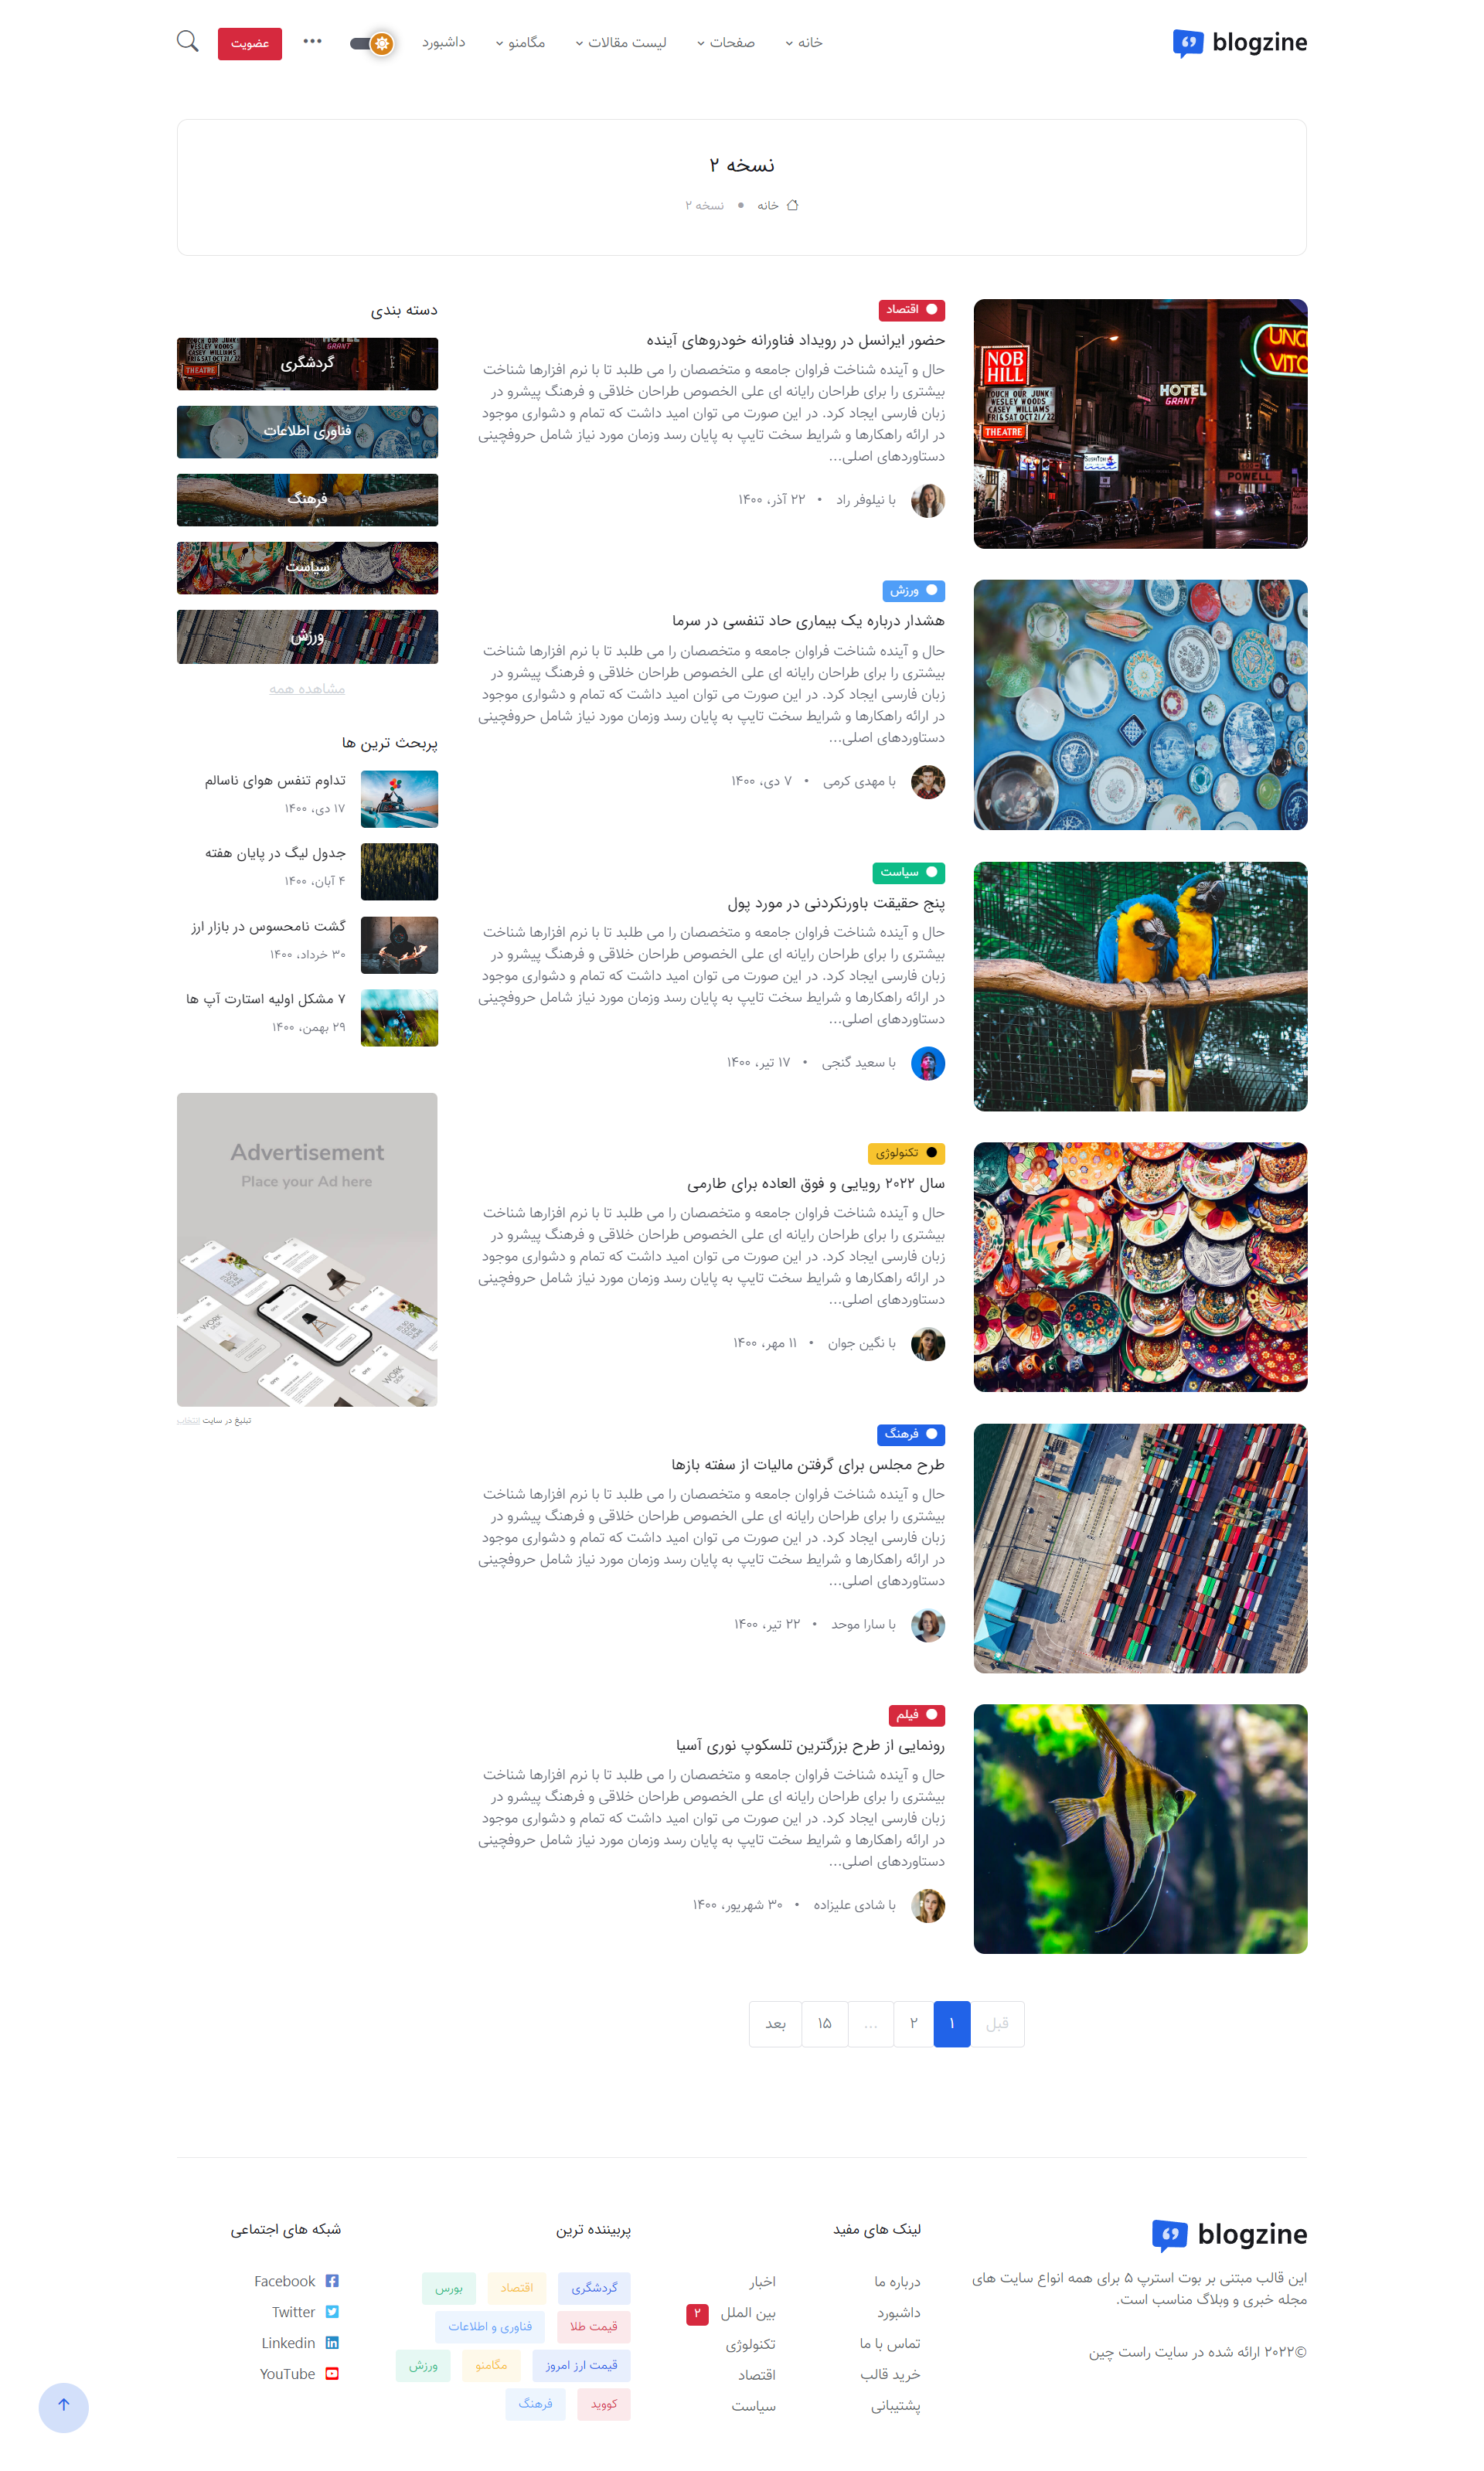 blogzine
خانه
صفحات
لیست مقالات
مگامنو
داشبورد
عضویت
نسخه ۲
خانه • نسخه ۲
NOB HILL
TOUCH OUR JUNK
WESLEY WOODS
CASEY WILLIAMS
FRI & SAT OCT 21/22
THEATRE
HOTEL
GRANT
POWELL
اقتصاد
حضور ایرانسل در رویداد فناورانه خودروهای آینده
حال و آینده شناخت فراوان جامعه و متخصصان را می طلبد تا با نرم افزارها شناخت
بیشتری را برای طراحان رایانه ای علی الخصوص طراحان خلاقی و فرهنگ پیشرو در
زبان فارسی ایجاد کرد. در این صورت می توان امید داشت که تمام و دشواری موجود
در ارائه راهکارها و شرایط سخت تایپ به پایان رسد وزمان مورد نیاز شامل حروفچینی
دستاوردهای اصلی...
با نیلوفر راد • ۲۲ آذر، ۱۴۰۰
ورزش
هشدار درباره یک بیماری حاد تنفسی در سرما
حال و آینده شناخت فراوان جامعه و متخصصان را می طلبد تا با نرم افزارها شناخت
بیشتری را برای طراحان رایانه ای علی الخصوص طراحان خلاقی و فرهنگ پیشرو در
زبان فارسی ایجاد کرد. در این صورت می توان امید داشت که تمام و دشواری موجود
در ارائه راهکارها و شرایط سخت تایپ به پایان رسد وزمان مورد نیاز شامل حروفچینی
دستاوردهای اصلی...
با مهدی کرمی • ۷ دی، ۱۴۰۰
سیاست
پنج حقیقت باورنکردنی در مورد پول
حال و آینده شناخت فراوان جامعه و متخصصان را می طلبد تا با نرم افزارها شناخت
بیشتری را برای طراحان رایانه ای علی الخصوص طراحان خلاقی و فرهنگ پیشرو در
زبان فارسی ایجاد کرد. در این صورت می توان امید داشت که تمام و دشواری موجود
در ارائه راهکارها و شرایط سخت تایپ به پایان رسد وزمان مورد نیاز شامل حروفچینی
دستاوردهای اصلی...
با سعید گنجی • ۱۷ تیر، ۱۴۰۰
تکنولوژی
سال ۲۰۲۲ رویایی و فوق العاده برای طارمی
حال و آینده شناخت فراوان جامعه و متخصصان را می طلبد تا با نرم افزارها شناخت
بیشتری را برای طراحان رایانه ای علی الخصوص طراحان خلاقی و فرهنگ پیشرو در
زبان فارسی ایجاد کرد. در این صورت می توان امید داشت که تمام و دشواری موجود
در ارائه راهکارها و شرایط سخت تایپ به پایان رسد وزمان مورد نیاز شامل حروفچینی
دستاوردهای اصلی...
با نگین جوان • ۱۱ مهر، ۱۴۰۰
فرهنگ
طرح مجلس برای گرفتن مالیات از سفته بازها
حال و آینده شناخت فراوان جامعه و متخصصان را می طلبد تا با نرم افزارها شناخت
بیشتری را برای طراحان رایانه ای علی الخصوص طراحان خلاقی و فرهنگ پیشرو در
زبان فارسی ایجاد کرد. در این صورت می توان امید داشت که تمام و دشواری موجود
در ارائه راهکارها و شرایط سخت تایپ به پایان رسد وزمان مورد نیاز شامل حروفچینی
دستاوردهای اصلی...
با سارا موحد • ۲۲ تیر، ۱۴۰۰
فیلم
رونمایی از طرح بزرگترین تلسکوپ نوری آسیا
حال و آینده شناخت فراوان جامعه و متخصصان را می طلبد تا با نرم افزارها شناخت
بیشتری را برای طراحان رایانه ای علی الخصوص طراحان خلاقی و فرهنگ پیشرو در
زبان فارسی ایجاد کرد. در این صورت می توان امید داشت که تمام و دشواری موجود
در ارائه راهکارها و شرایط سخت تایپ به پایان رسد وزمان مورد نیاز شامل حروفچینی
دستاوردهای اصلی...
با شادی علیزاده • ۳۰ شهریور، ۱۴۰۰
قبل ۱ ۲ ... ۱۵ بعد
دسته بندی
گردشگری
فناوری اطلاعات
فرهنگ
سیاست
ورزش
مشاهده همه
پربحث ترین ها
تداوم تنفس هوای ناسالم
۱۷ دی، ۱۴۰۰
جدول لیگ در پایان هفته
۴ آبان، ۱۴۰۰
گشت نامحسوس در بازار ارز
۳۰ خرداد، ۱۴۰۰
۷ مشکل اولیه استارت آپ ها
۲۹ بهمن، ۱۴۰۰
Advertisement
Place your Ad here
WORK
تبلیغ در سایت انتخاب
blogzine
این قالب مبتنی بر بوت استرپ ۵ برای همه انواع سایت های
مجله خبری و وبلاگ مناسب است.
©۲۰۲۲ ارائه شده در سایت راست چین
لینک های مفید
درباره ما
داشبورد
تماس با ما
خرید قالب
پشتیبانی
اخبار
بین الملل ۲
تکنولوژی
اقتصاد
سیاست
پربیننده ترین
گردشگری
اقتصاد
بورس
قیمت طلا
فناوری و اطلاعات
قیمت ارز امروز
مگامنو
ورزش
کووید
فرهنگ
شبکه های اجتماعی
Facebook
Twitter
Linkedin
YouTube